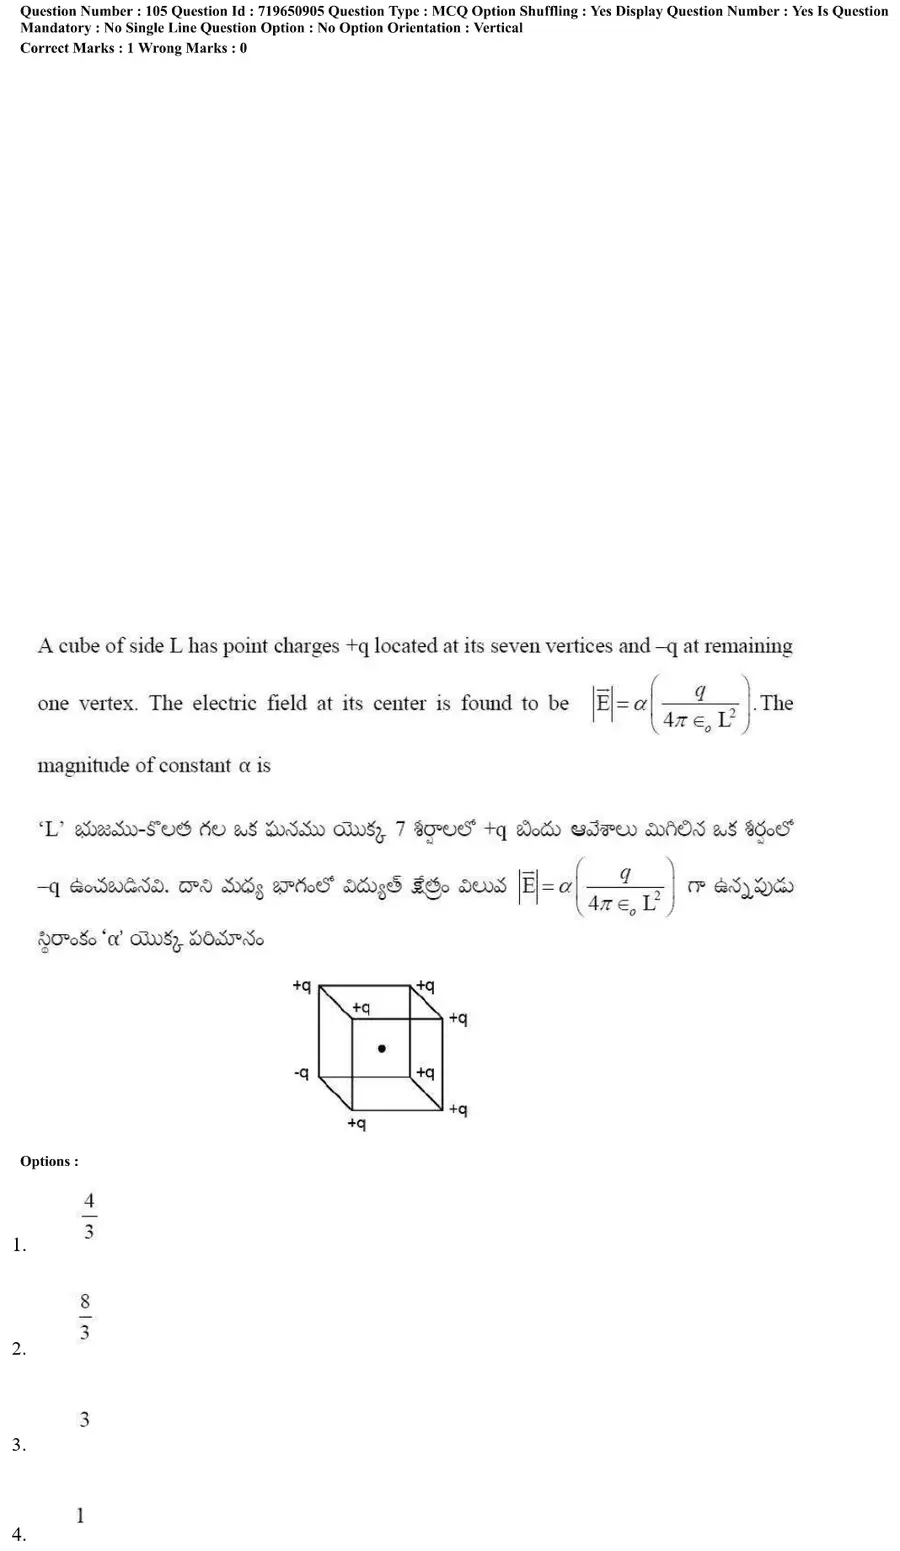 Question Number : 105 Question Id : 719650905 Question Type : MCQ Option Shuffling : Yes Display Question Number : Yes Is Question
Mandatory : No Single Line Question Option : No Option Orientation : Vertical
Correct Marks : 1 Wrong Marks : 0
A cube of side L has point charges +q located at its seven vertices and –q at remaining
one vertex. The electric field at its center is found to be |E⃗| = α(q / 4π ∈₀ L²). The
magnitude of constant α is
‘L’ భుజము-కొలత గల ఒక ఘనము యొక్క 7 శీర్షాలలో +q బిందు ఆవేశాలు మిగిలిన ఒక శీర్షంలో
–q ఉంచబడినవి. దాని మధ్య భాగంలో విద్యుత్ క్షేత్రం విలువ |E⃗| = α(q / 4π ∈₀ L²) గా ఉన్నపుడు
స్థిరాంకం ‘α’ యొక్క పరిమానం
+q +q
+q
+q
-q +q
+q
+q
Options :
1. 4/3
2. 8/3
3. 3
4. 1